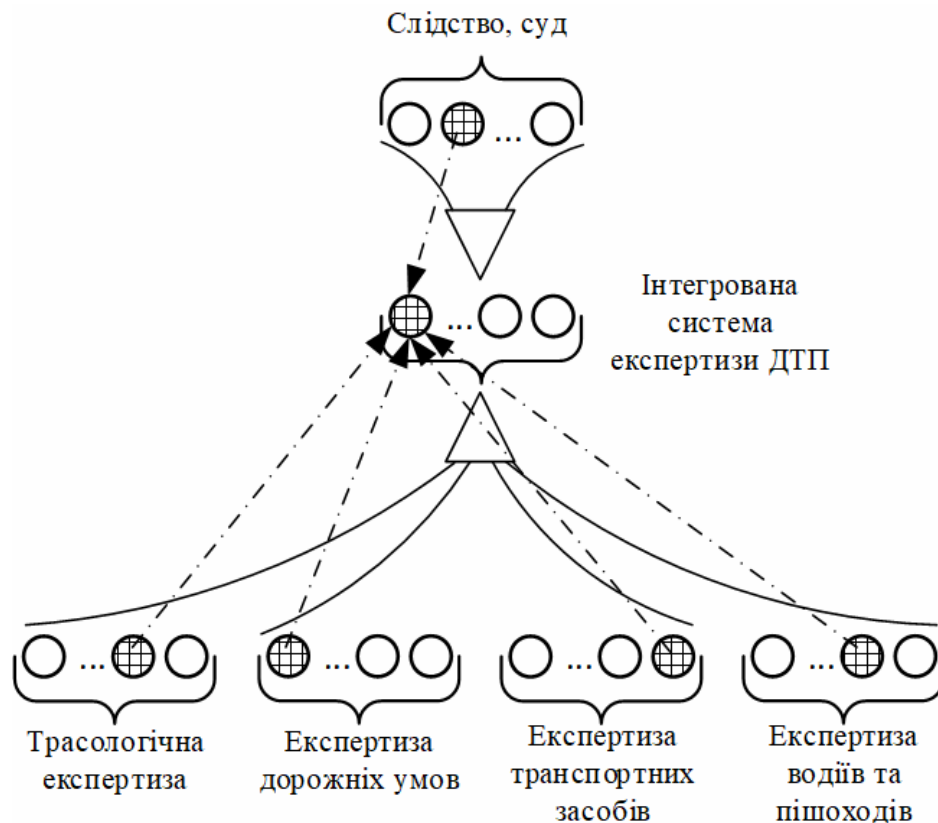 Слідство, суд
...
...
Інтегрована
система
експертизи ДТП
... ... ... ...
Трасологічна
експертиза
Експертиза
дорожніх умов
Експертиза
транспортних
засобів
Експертиза
водіїв та
пішоходів